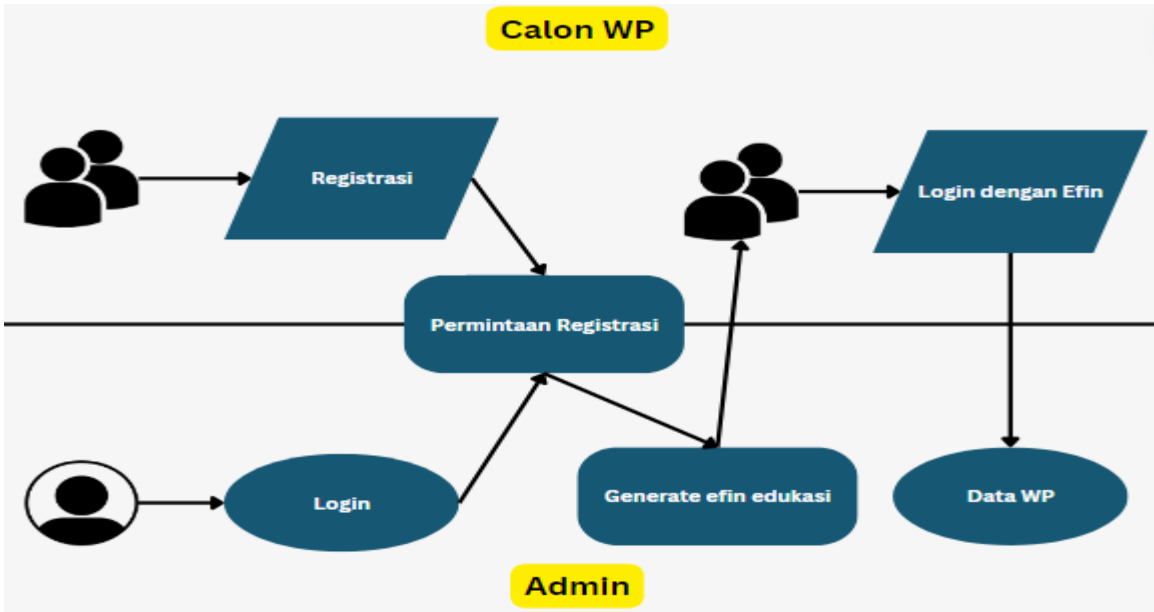 Calon WP
Registrasi
Login dengan Efin
Permintaan Registrasi
Login
Generate efin edukasi
Data WP
Admin